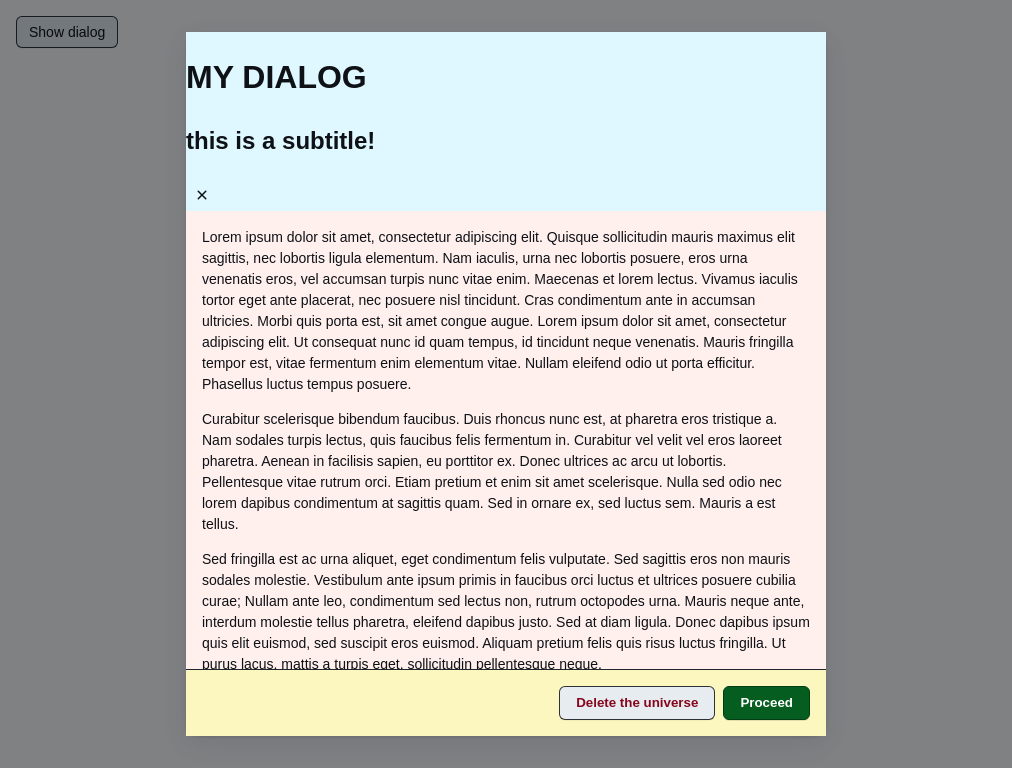 Show dialog
MY DIALOG
this is a subtitle!
✕
Lorem ipsum dolor sit amet, consectetur adipiscing elit. Quisque sollicitudin mauris maximus elit
sagittis, nec lobortis ligula elementum. Nam iaculis, urna nec lobortis posuere, eros urna
venenatis eros, vel accumsan turpis nunc vitae enim. Maecenas et lorem lectus. Vivamus iaculis
tortor eget ante placerat, nec posuere nisl tincidunt. Cras condimentum ante in accumsan
ultricies. Morbi quis porta est, sit amet congue augue. Lorem ipsum dolor sit amet, consectetur
adipiscing elit. Ut consequat nunc id quam tempus, id tincidunt neque venenatis. Mauris fringilla
tempor est, vitae fermentum enim elementum vitae. Nullam eleifend odio ut porta efficitur.
Phasellus luctus tempus posuere.
Curabitur scelerisque bibendum faucibus. Duis rhoncus nunc est, at pharetra eros tristique a.
Nam sodales turpis lectus, quis faucibus felis fermentum in. Curabitur vel velit vel eros laoreet
pharetra. Aenean in facilisis sapien, eu porttitor ex. Donec ultrices ac arcu ut lobortis.
Pellentesque vitae rutrum orci. Etiam pretium et enim sit amet scelerisque. Nulla sed odio nec
lorem dapibus condimentum at sagittis quam. Sed in ornare ex, sed luctus sem. Mauris a est
tellus.
Sed fringilla est ac urna aliquet, eget condimentum felis vulputate. Sed sagittis eros non mauris
sodales molestie. Vestibulum ante ipsum primis in faucibus orci luctus et ultrices posuere cubilia
curae; Nullam ante leo, condimentum sed lectus non, rutrum octopodes urna. Mauris neque ante,
interdum molestie tellus pharetra, eleifend dapibus justo. Sed at diam ligula. Donec dapibus ipsum
quis elit euismod, sed suscipit eros euismod. Aliquam pretium felis quis risus luctus fringilla. Ut
purus lacus, mattis a turpis eget, sollicitudin pellentesque neque.
Delete the universe
Proceed